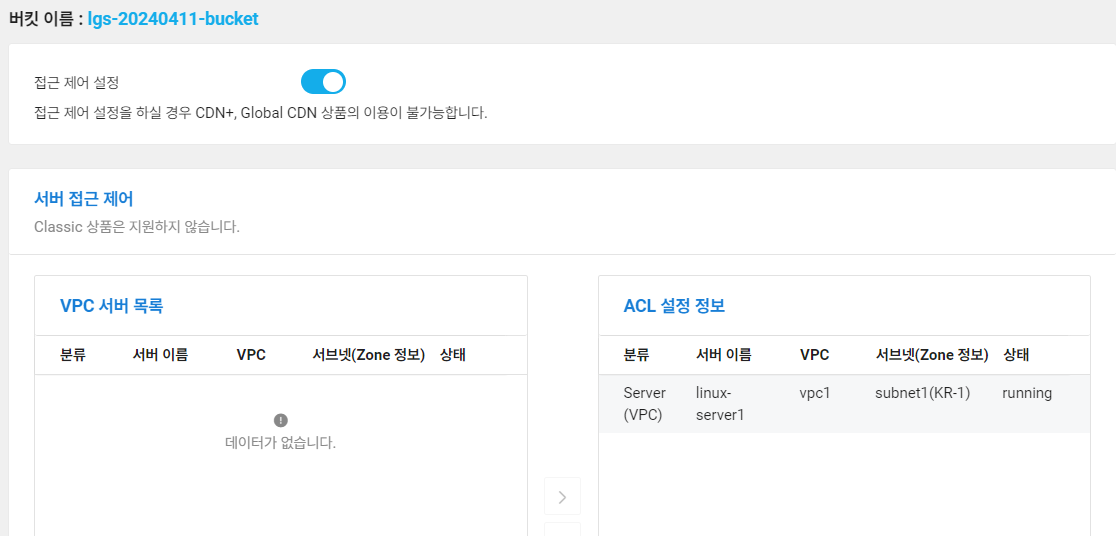 버킷 이름 : lgs-20240411-bucket
접근 제어 설정
접근 제어 설정을 하실 경우 CDN+, Global CDN 상품의 이용이 불가능합니다.
서버 접근 제어
Classic 상품은 지원하지 않습니다.
VPC 서버 목록
분류 서버 이름 VPC 서브넷(Zone 정보) 상태
데이터가 없습니다.
ACL 설정 정보
분류 서버 이름 VPC 서브넷(Zone 정보) 상태
Server linux- vpc1 subnet1(KR-1) running
(VPC) server1